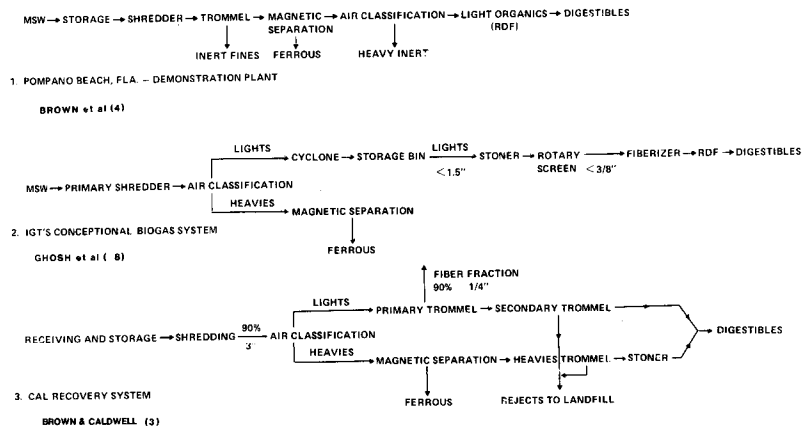 MSW → STORAGE → SHREDDER → TROMMEL → MAGNETIC SEPARATION → AIR CLASSIFICATION → LIGHT ORGANICS (RDF) → DIGESTIBLES
INERT FINES FERROUS HEAVY INERT
1. POMPANO BEACH, FLA. – DEMONSTRATION PLANT
BROWN et al (4)
LIGHTS CYCLONE → STORAGE BIN LIGHTS <1.5" STONER → ROTARY SCREEN <3/8" FIBERIZER → RDF → DIGESTIBLES
MSW → PRIMARY SHREDDER → AIR CLASSIFICATION
HEAVIES MAGNETIC SEPARATION
FERROUS
2. IGT'S CONCEPTIONAL BIOGAS SYSTEM
GHOSH et al ( 8)
FIBER FRACTION
90% 1/4"
LIGHTS PRIMARY TROMMEL → SECONDARY TROMMEL
RECEIVING AND STORAGE → SHREDDING 90% 3" AIR CLASSIFICATION
DIGESTIBLES
HEAVIES MAGNETIC SEPARATION → HEAVIES TROMMEL → STONER
FERROUS REJECTS TO LANDFILL
3. CAL RECOVERY SYSTEM
BROWN & CALDWELL (3)